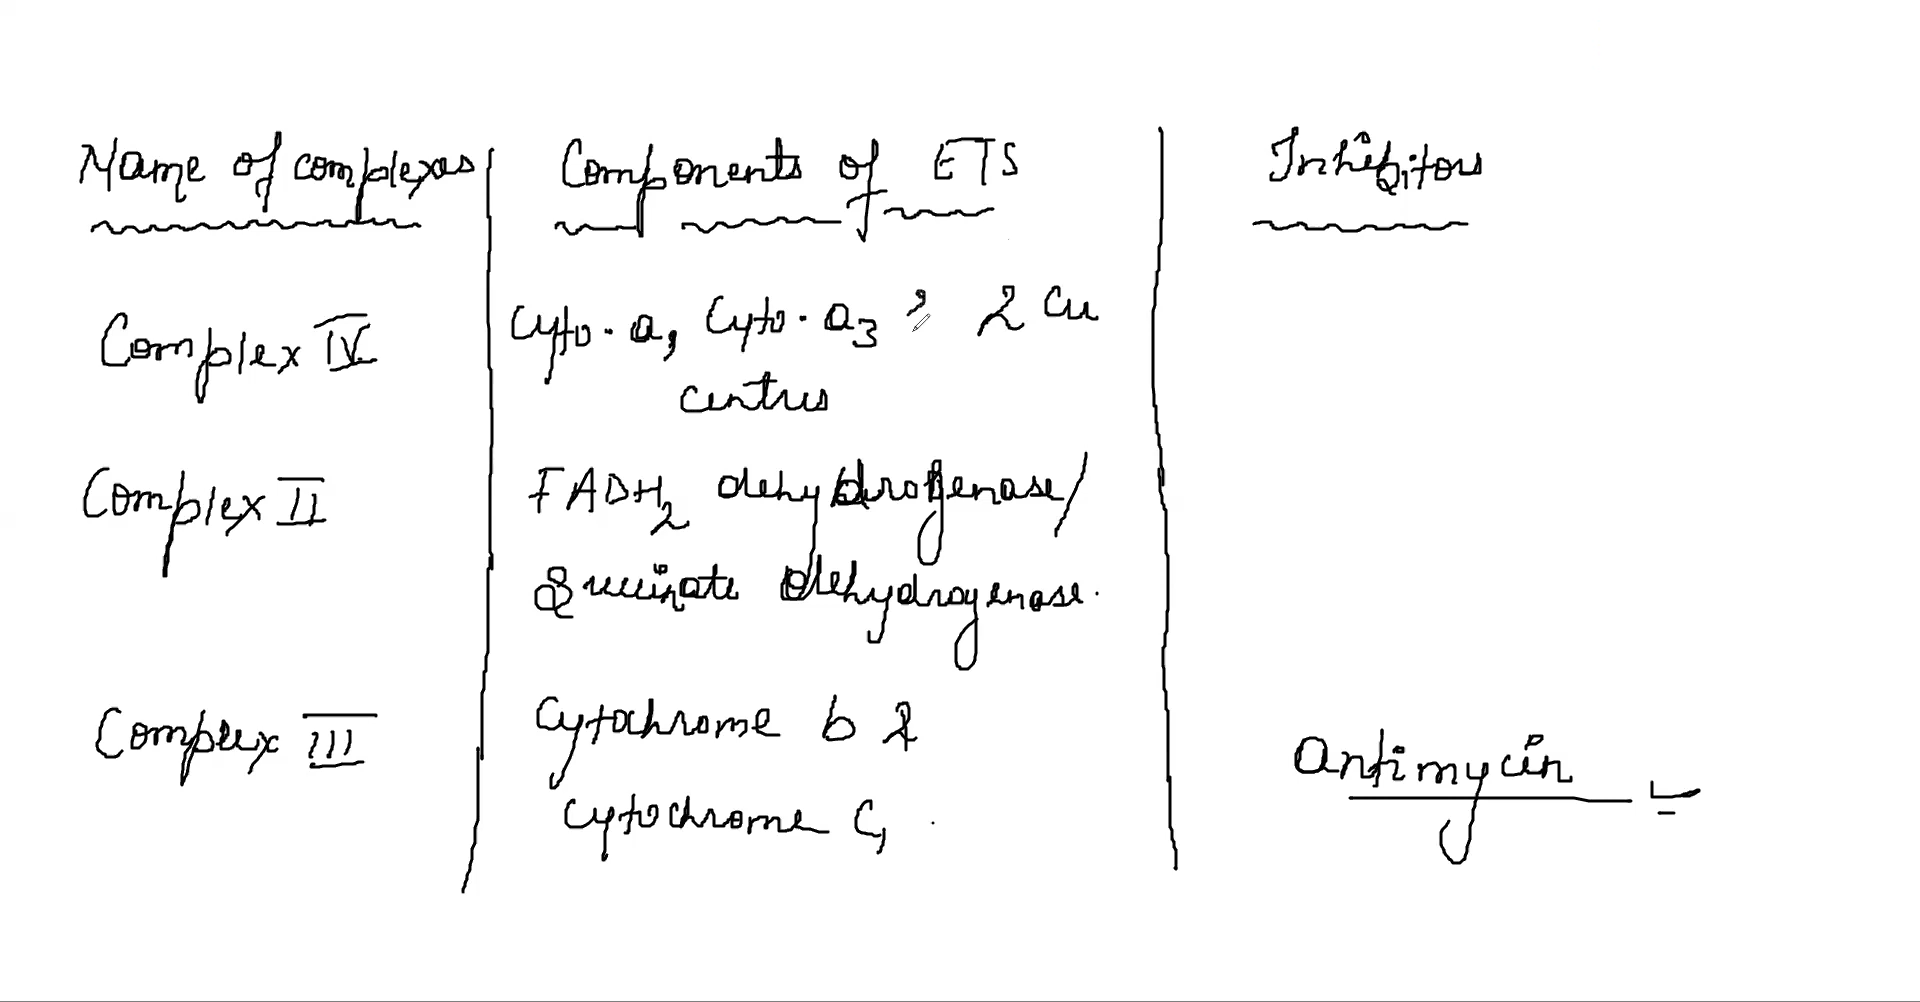 Name of complexes Components of ETS Inhibitors
Complex IV Cyto. a, Cyto. a3, 2 Cu
centres
Complex II FADH2 dehydrogenase/
Succinate dehydrogenase.
Complex III Cytochrome b &
Cytochrome C1 .
Antimycin